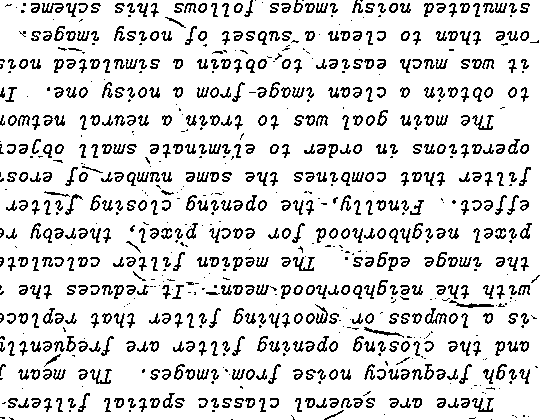 There are several classic spatial filters
high frequency noise from images. The mean f
and the closing opening filter are frequently
is a lowpass or smoothing filter that replace
with the neighborhood mean. It reduces the
the image edges. The median filter calculate
pixel neighborhood for each pixel, thereby re
effect. Finally, the opening closing filter
filter that combines the same number of eros
operations in order to eliminate small objec
The main goal was to train a neural networ
to obtain a clean image from a noisy one. In
it was much easier to obtain a simulated nois
one than to clean a subset of noisy images.
simulated noisy images follows this scheme: